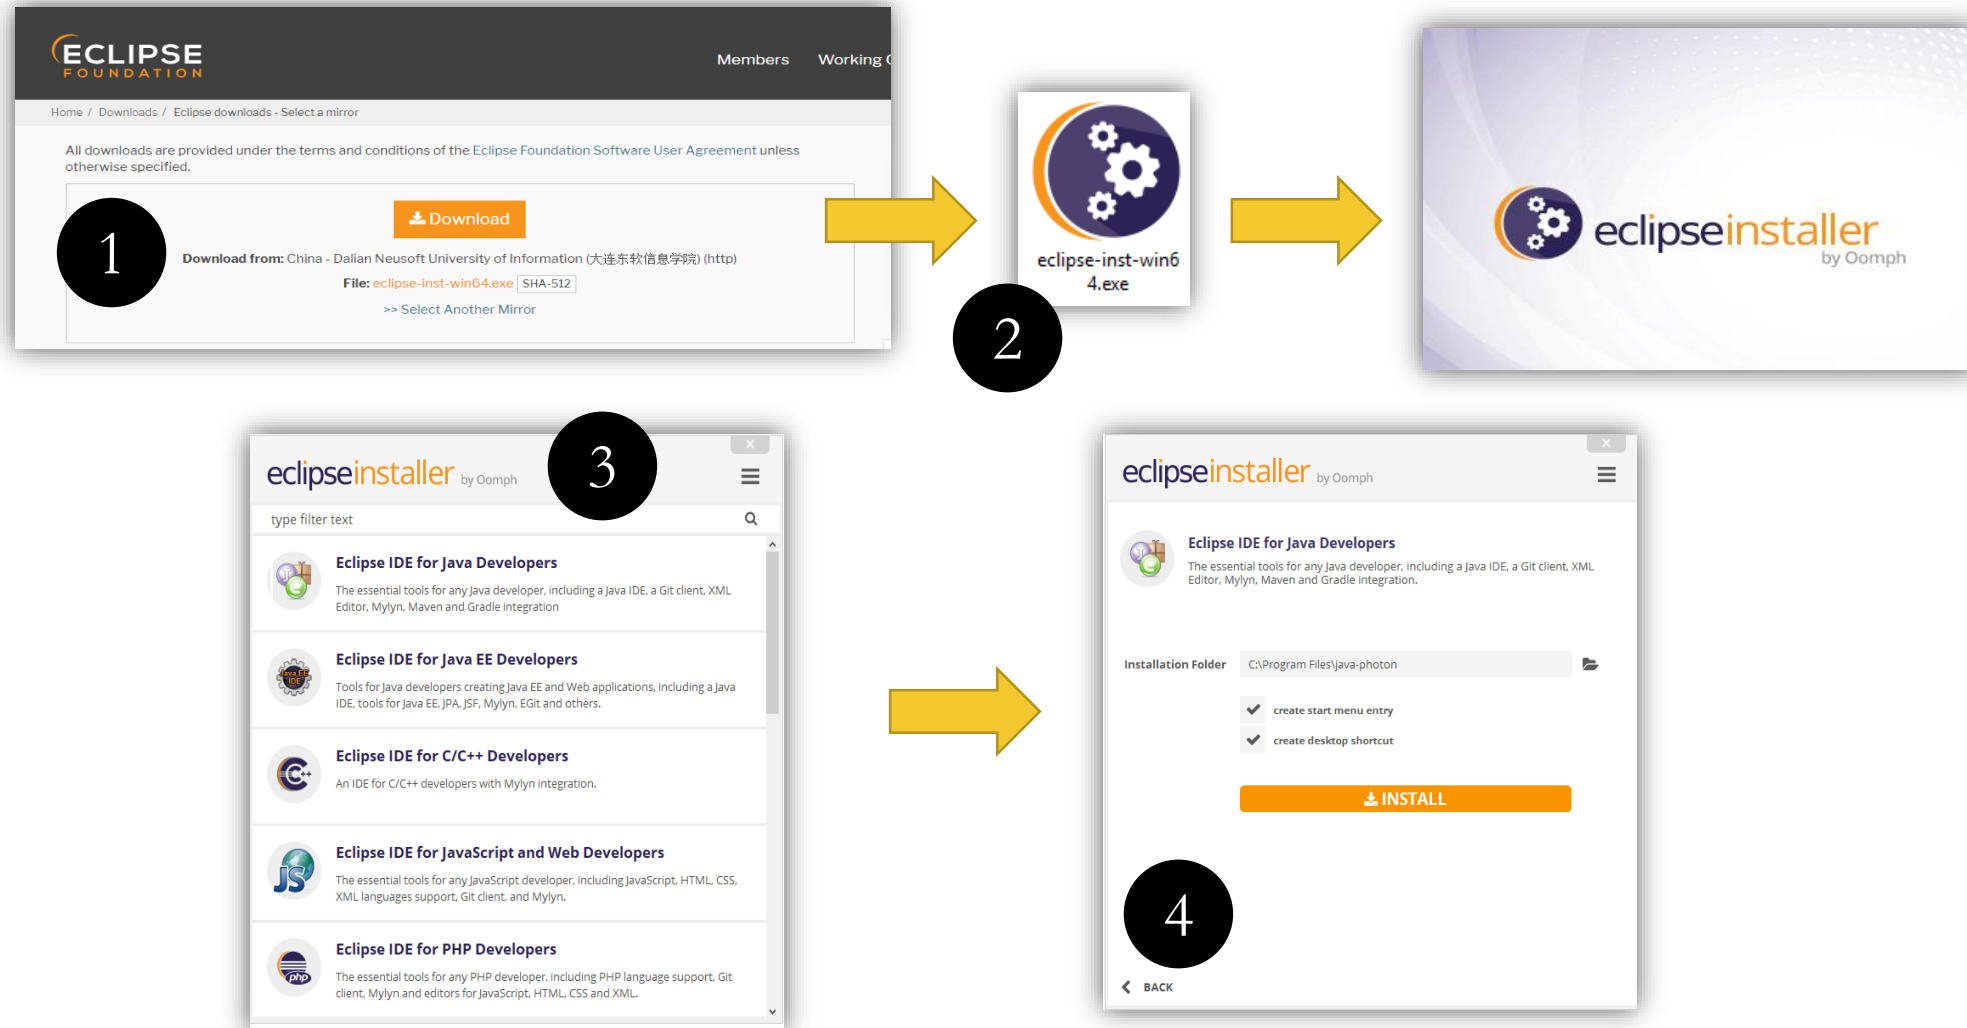 ECLIPSE
FOUNDATION
Members Working
Home / Downloads / Eclipse downloads - Select a mirror
All downloads are provided under the terms and conditions of the Eclipse Foundation Software User Agreement unless
otherwise specified.
Download
1
Download from: China - Dalian Neusoft University of Information (大连东软信息学院) (http)
File: eclipse-inst-win64.exe SHA-512
>> Select Another Mirror
eclipse-inst-win6
4.exe
2
eclipseinstaller
by Oomph
3
eclipseinstaller by Oomph
type filter text
Eclipse IDE for Java Developers
The essential tools for any Java developer, including a Java IDE, a Git client, XML
Editor, Mylyn, Maven and Gradle integration
Eclipse IDE for Java EE Developers
Java EE
IDE
Tools for Java developers creating Java EE and Web applications, including a Java
IDE, tools for Java EE, JPA, JSF, Mylyn, EGit and others.
Eclipse IDE for C/C++ Developers
C++
An IDE for C/C++ developers with Mylyn integration.
Eclipse IDE for JavaScript and Web Developers
JS
The essential tools for any JavaScript developer, including JavaScript, HTML, CSS,
XML languages support, Git client, and Mylyn.
Eclipse IDE for PHP Developers
php
The essential tools for any PHP developer, including PHP language support, Git
client, Mylyn and editors for JavaScript, HTML, CSS and XML.
eclipseinstaller by Oomph
Eclipse IDE for Java Developers
The essential tools for any Java developer, including a Java IDE, a Git client, XML
Editor, Mylyn, Maven and Gradle integration.
Installation Folder C:\Program Files\java-photon
create start menu entry
create desktop shortcut
INSTALL
4
BACK